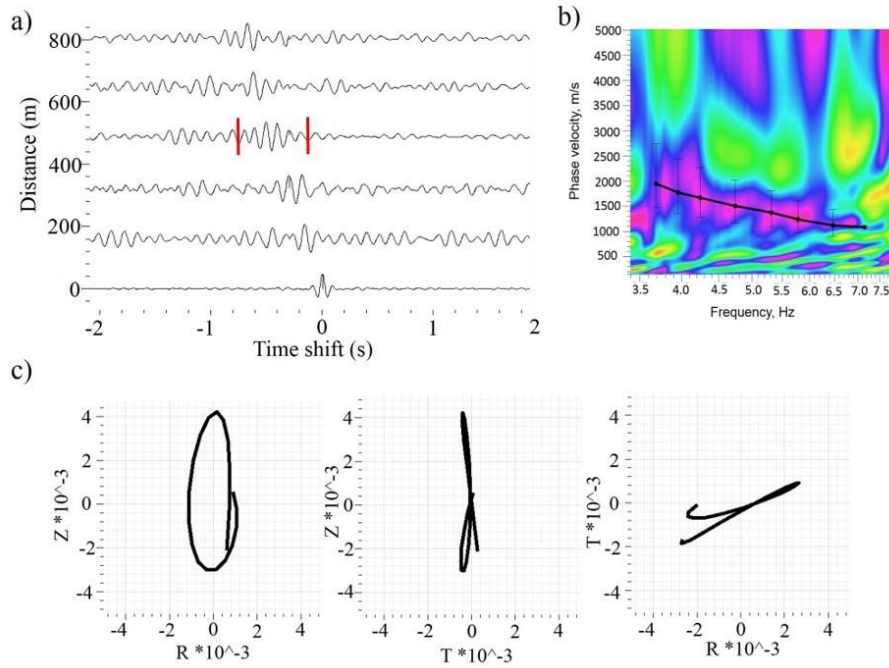 a)
Distance (m)
800
600
400
200
0
-2
-1
0
1
2
Time shift (s)
b)
Phase velocity, m/s
5000
4500
4000
3500
3000
2500
2000
1500
1000
500
3.5 4.0 4.5 5.0 5.5 6.0 6.5 7.0 7.5
Frequency, Hz
c)
Z *10^-3
4
2
0
-2
-4
-4 -2 0 2 4
R *10^-3
Z *10^-3
4
2
0
-2
-4
-4 -2 0 2 4
T *10^-3
T *10^-3
4
2
0
-2
-4
-4 -2 0 2 4
R *10^-3